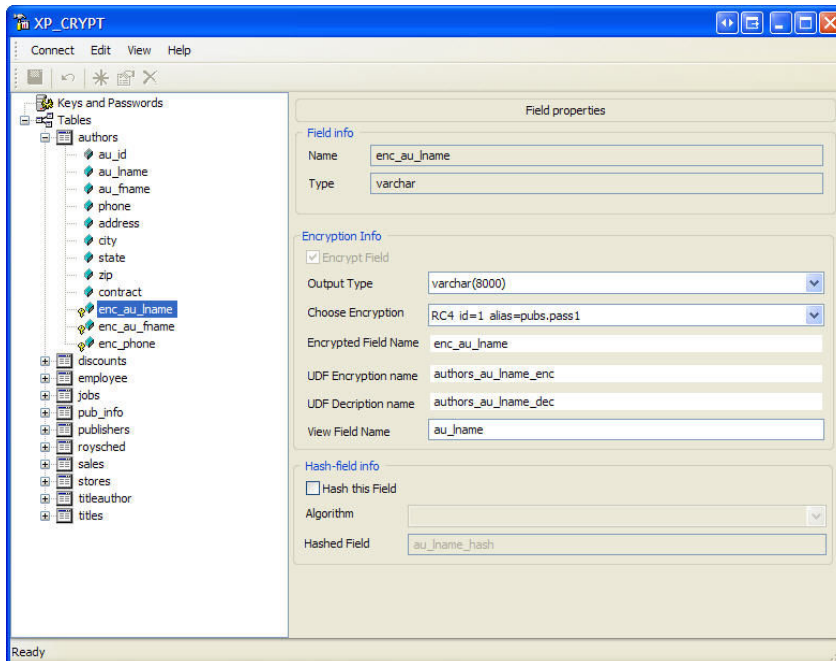 XP_CRYPT
Connect Edit View Help
Keys and Passwords
Tables
authors
au_id
au_lname
au_fname
phone
address
city
state
zip
contract
enc_au_lname
enc_au_fname
enc_phone
discounts
employee
jobs
pub_info
publishers
roysched
sales
stores
titleauthor
titles
Field properties
Field info
Name enc_au_lname
Type varchar
Encryption Info
Encrypt Field
Output Type varchar(8000)
Choose Encryption RC4 id=1 alias=pubs.pass1
Encrypted Field Name enc_au_lname
UDF Encryption name authors_au_lname_enc
UDF Decription name authors_au_lname_dec
View Field Name au_lname
Hash-field info
Hash this Field
Algorithm
Hashed Field au_lname_hash
Ready